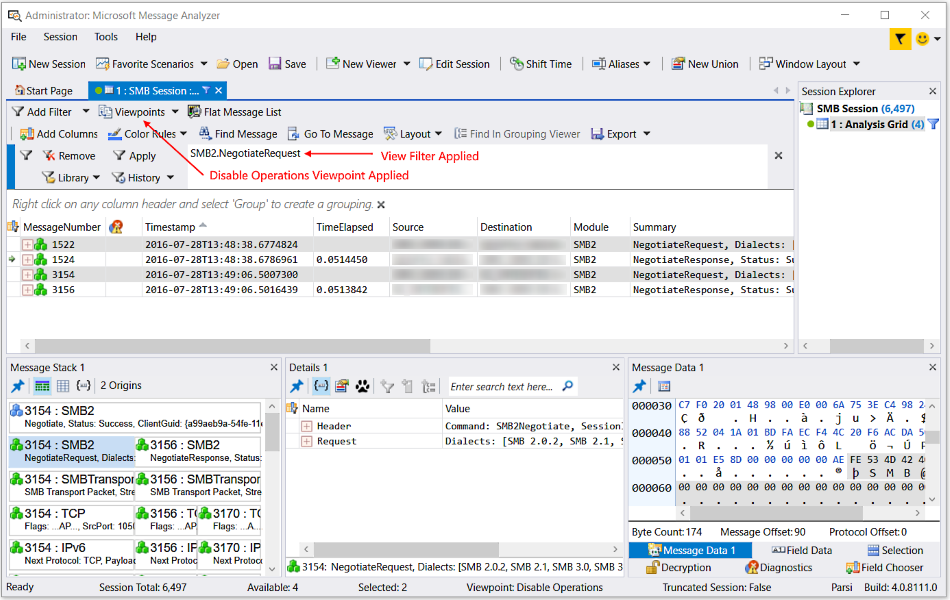 Administrator: Microsoft Message Analyzer
File Session Tools Help
New Session Favorite Scenarios Open Save New Viewer Edit Session Shift Time Aliases New Union Window Layout
Start Page 1 : SMB Session :...
Session Explorer
Add Filter Viewpoints Flat Message List
SMB Session (6,497)
1 : Analysis Grid (4)
Add Columns Color Rules Find Message Go To Message Layout Find In Grouping Viewer Export
Remove Apply
SMB2.NegotiateRequest
View Filter Applied
Library History
Disable Operations Viewpoint Applied
Right click on any column header and select 'Group' to create a grouping.
MessageNumber Timestamp TimeElapsed Source Destination Module Summary
1522 2016-07-28T13:48:38.6774824 SMB2 NegotiateRequest, Dialects: [
1524 2016-07-28T13:48:38.6786961 0.0514450 SMB2 NegotiateResponse, Status: Su
3154 2016-07-28T13:49:06.5007300 SMB2 NegotiateRequest, Dialects: [
3156 2016-07-28T13:49:06.5016439 0.0513842 SMB2 NegotiateResponse, Status: Su
Message Stack 1
2 Origins
3154 : SMB2
Negotiate, Status: Success, ClientGuid: {a99aeb9a-54fe-11
3154 : SMB2 3156 : SMB2
NegotiateRequest, Dialects: NegotiateResponse, Status:
3154 : SMBTranspor 3156 : SMBTranspor
SMB Transport Packet, Stre SMB Transport Packet, Stre
3154 : TCP 3156 : T 3170 : T
Flags: ...AP..., SrcPort: 105 Flags: ...AP Flags: ...A...
3154 : IPv6 3156 : IP 3170 : IP
Next Protocol: TCP, Payload Next Protoc Next Protoc
Details 1
Enter search text here...
Name Value
Header Command: SMB2Negotiate, Session
Request Dialects: [SMB 2.0.2, SMB 2.1, S
3154: NegotiateRequest, Dialects: [SMB 2.0.2, SMB 2.1, SMB 3.0, SMB 3
Message Data 1
000030 C7 F0 20 01 48 98 00 E0 00 6A 75 3E C4 98 2
Ç ð . H . . à . j u > Ä . $
000040 88 52 04 1A 01 BD FA EC F4 4C 20 F6 AC DA 5
. R . . . ½ ú ì ô L ö ¬ Ú
000050 01 01 E5 8D 00 00 00 00 00 AE FE 53 4D 42 4
. . å . . . . . . ® þ S M B @
000060 00 00 00 00 00 00 00 00 00 00 00 00 00 00 0
Byte Count:174 Message Offset:90 Protocol Offset:0
Message Data 1 Field Data Selection
Decryption Diagnostics Field Chooser
Ready Session Total: 6,497 Available: 4 Selected: 2 Viewpoint: Disable Operations Truncated Session: False Parsi Build: 4.0.8111.0